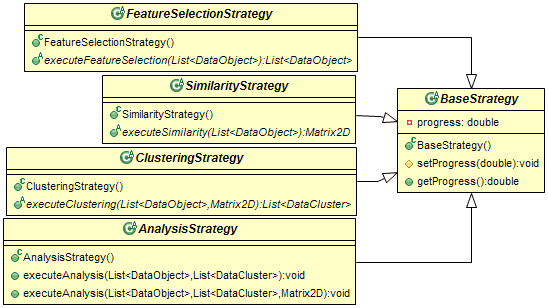 FeatureSelectionStrategy
FeatureSelectionStrategy()
executeFeatureSelection(List<DataObject>):List<DataObject>
SimilarityStrategy
SimilarityStrategy()
executeSimilarity(List<DataObject>):Matrix2D
ClusteringStrategy
ClusteringStrategy()
executeClustering(List<DataObject>,Matrix2D):List<DataCluster>
AnalysisStrategy
AnalysisStrategy()
executeAnalysis(List<DataObject>,List<DataCluster>):void
executeAnalysis(List<DataObject>,List<DataCluster>,Matrix2D):void
BaseStrategy
progress: double
BaseStrategy()
setProgress(double):void
getProgress():double